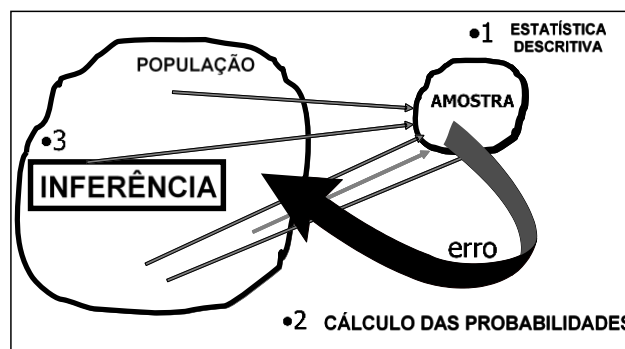 •1 ESTATÍSTICA
DESCRITIVA
POPULAÇÃO
AMOSTRA
•3
INFERÊNCIA
erro
•2 CÁLCULO DAS PROBABILIDADES